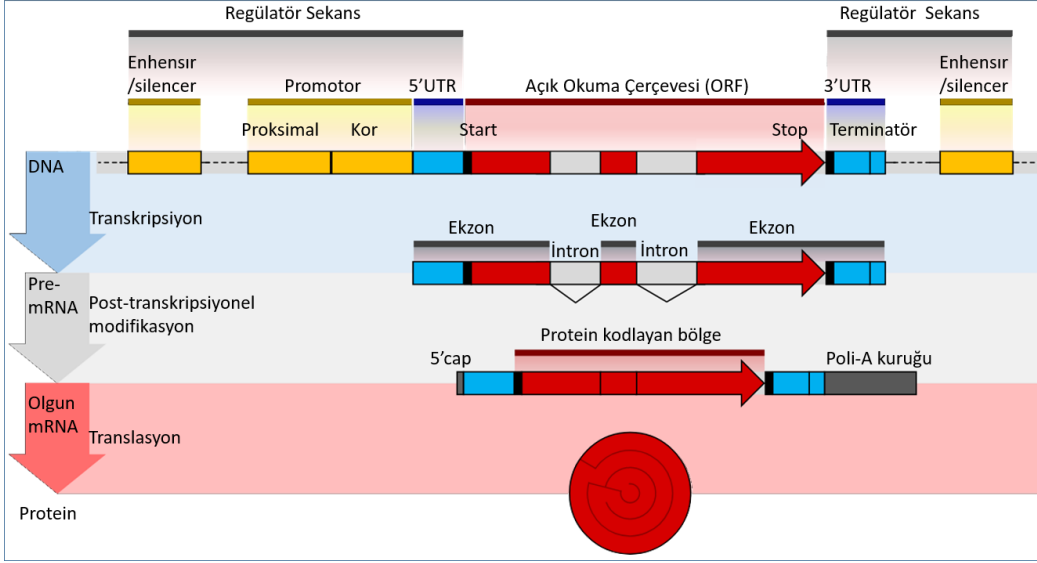 Regülatör Sekans
Regülatör Sekans
Enhensır
/silencer
Promotor
5'UTR
Açık Okuma Çerçevesi (ORF)
3'UTR
Enhensır
/silencer
Proksimal
Kor
Start
Stop
Terminatör
DNA
Transkripsiyon
Ekzon
Ekzon
Ekzon
İntron
İntron
Pre-
mRNA
Post-transkripsiyonel
modifikasyon
Protein kodlayan bölge
5'cap
Poli-A kuruğu
Olgun
mRNA
Translasyon
Protein